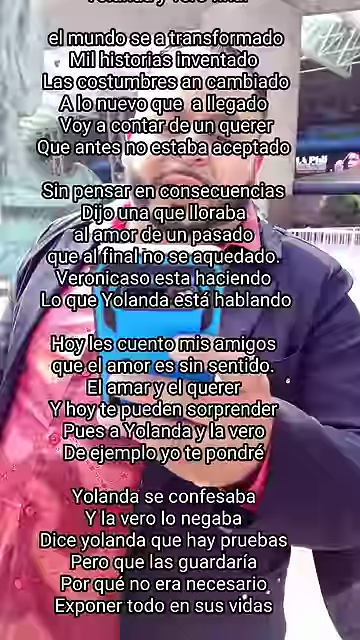 el mundo se a transformado
Mil historias inventado
Las costumbres an cambiado
A lo nuevo que a llegado
Voy a contar de un querer
Que antes no estaba aceptado
Sin pensar en consecuencias
Dijo una que lloraba
al amor de un pasado
que al final no se aquedado.
Veronicaso esta haciendo
Lo que Yolanda está hablando
Hoy les cuento mis amigos
que el amor es sin sentido.
El amar y el querer
Y hoy te pueden sorprender
Pues a Yolanda y la vero
De ejemplo yo te pondré
Yolanda se confesaba
Y la vero lo negaba
Dice yolanda que hay pruebas
Pero que las guardaría
Por qué no era necesario
Exponer todo en sus vidas